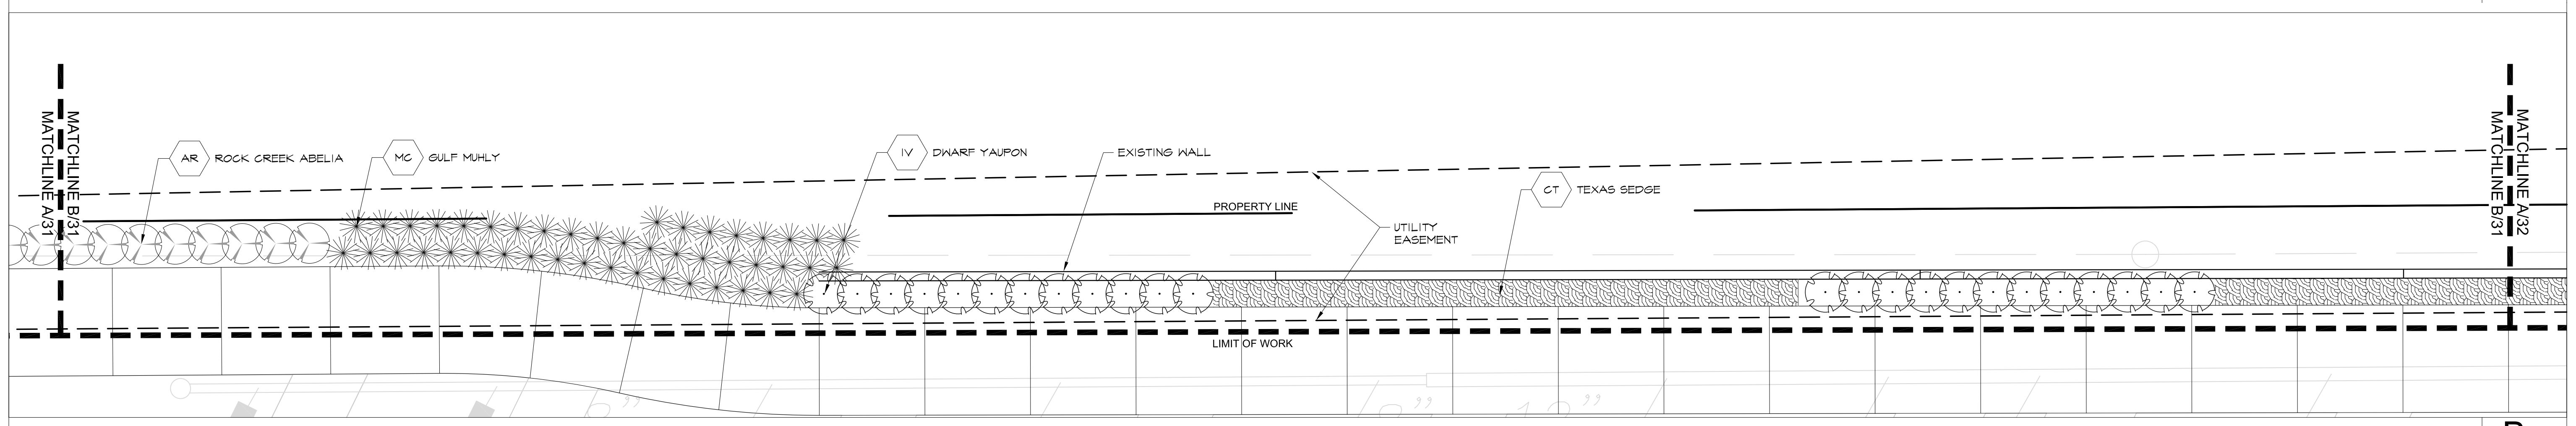 MATCHLINE A/31
MATCHLINE B/31
AR ROCK CREEK ABELIA
MC GULF MUHLY
IV DWARF YAUPON
EXISTING WALL
PROPERTY LINE
UTILITY
EASEMENT
CT TEXAS SEDGE
LIMIT OF WORK
MATCHLINE B/31
MATCHLINE A/32